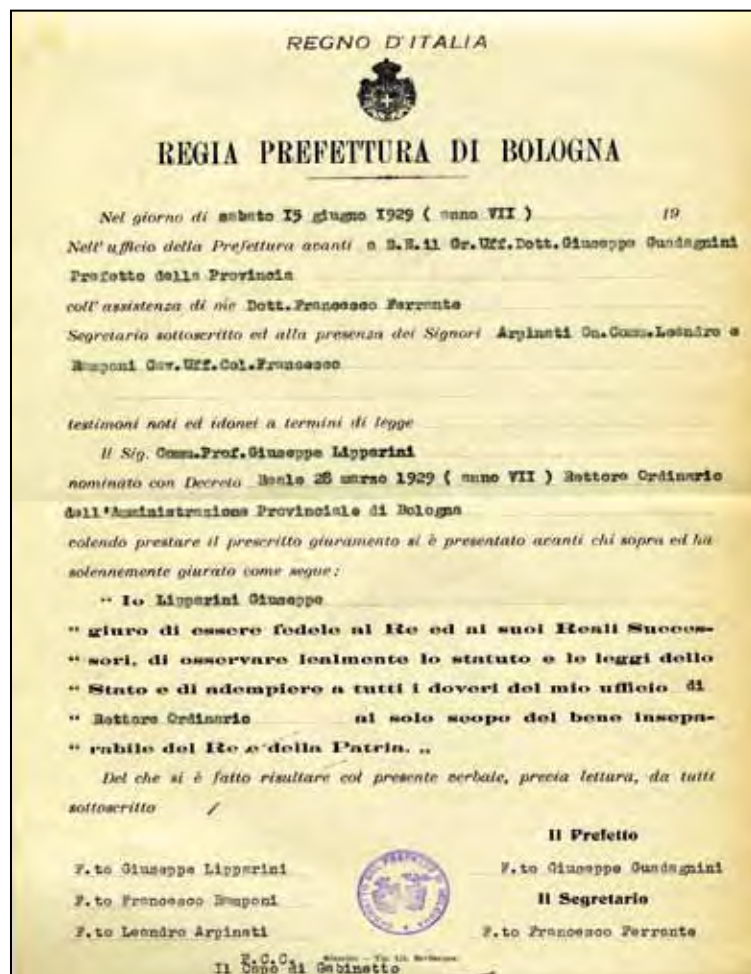 REGNO D'ITALIA
REGIA PREFETTURA DI BOLOGNA
Nel giorno di sabato 15 giugno 1929 ( anno VII ) 19
Nell'ufficio della Prefettura avanti a S.E.il Gr.Uff.Dott.Giuseppe Guadagnini
Prefetto della Provincia
coll'assistenza di me Dott.Francesco Ferrante
Segretario sottoscritto ed alla presenza dei Signori Arpinati On.Comm.Leandro e
Ramponi Cav.Uff.Col.Francesco
testimoni noti ed idonei a termini di legge
Il Sig. Comm.Prof.Giuseppe Lipparini
nominato con Decreto Reale 28 marzo 1929 ( anno VII ) Rettore Ordinario
dell'Amministrazione Provinciale di Bologna
volendo prestare il prescritto giuramento si è presentato avanti chi sopra ed ha
solennemente giurato come segue:
" Io Lipparini Giuseppe
" giuro di essere fedele al Re ed ai suoi Reali Succes-
" sori, di osservare lealmente lo statuto e le leggi dello
" Stato e di adempiere a tutti i doveri del mio ufficio di
" Rettore Ordinario al solo scopo del bene insepa-
" rabile del Re e della Patria. „
Del che si è fatto risultare col presente verbale, previa lettura, da tutti
sottoscritto
Il Prefetto
F.to Giuseppe Lipparini F.to Giuseppe Guadagnini
F.to Francesco Ramponi Il Segretario
F.to Leandro Arpinati F.to Francesco Ferrante
P.C.C.
Il Capo di Gabinetto